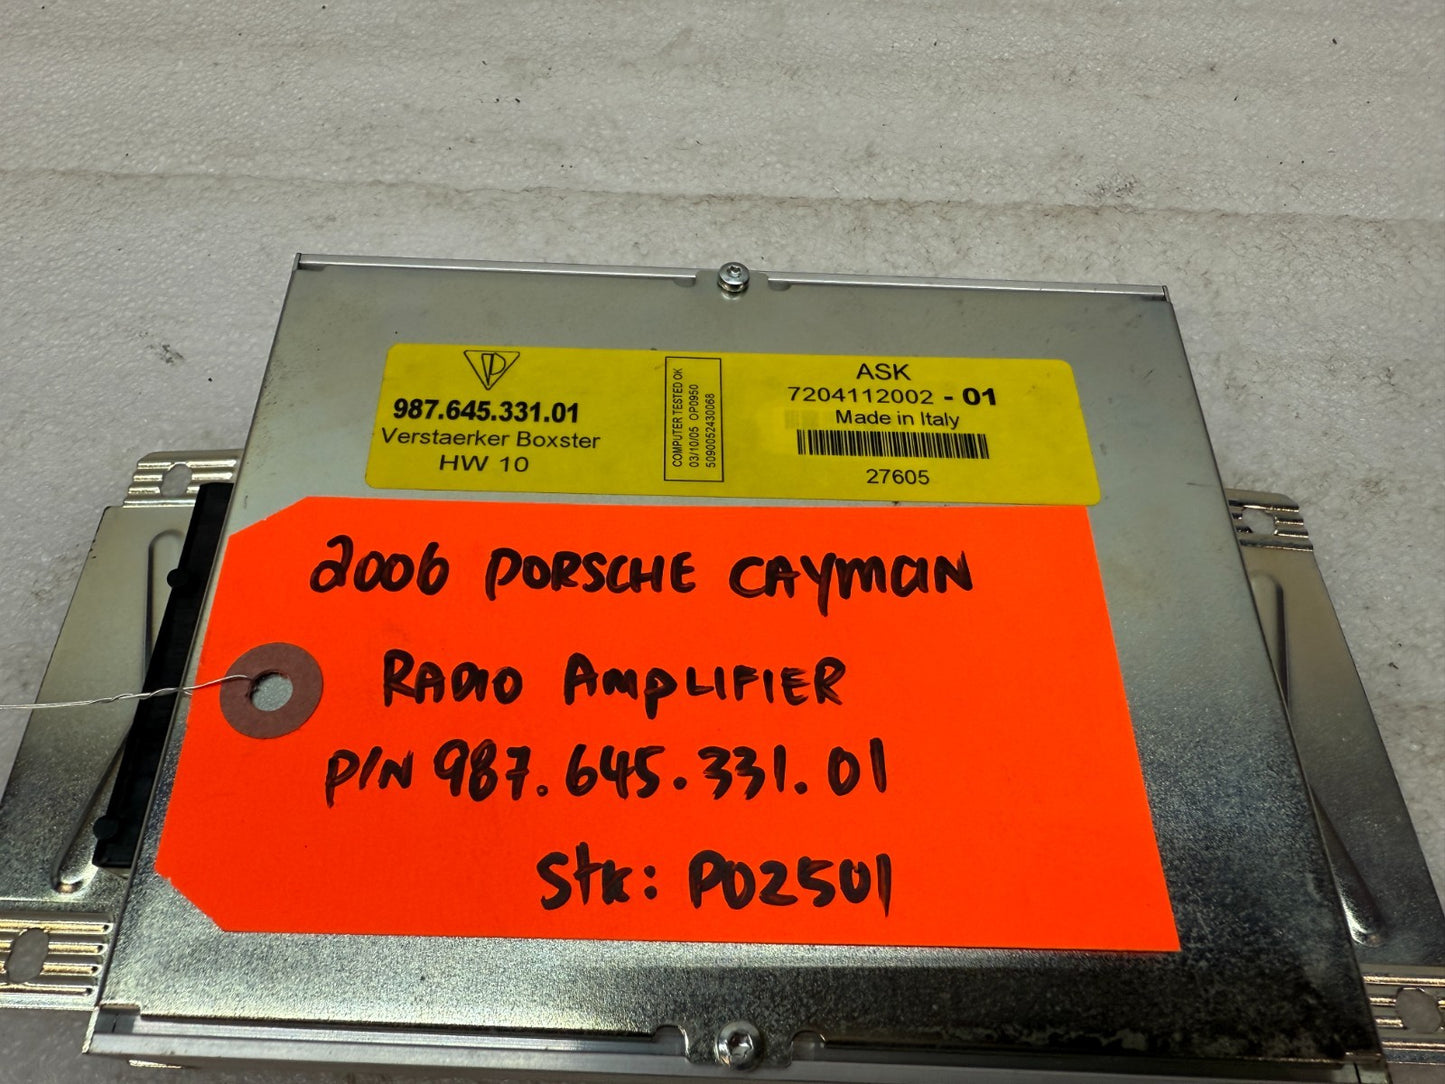 987.645.331.01
Verstaerker Boxster
HW 10
COMPUTER TESTED OK
03/10/05 OP0950
5090052430068
ASK
7204112002 - 01
Made in Italy
27605
2006 PORSCHE CAYMAN
RADIO AMPLIFIER
P/N 987.645.331.01
Stk: P02501